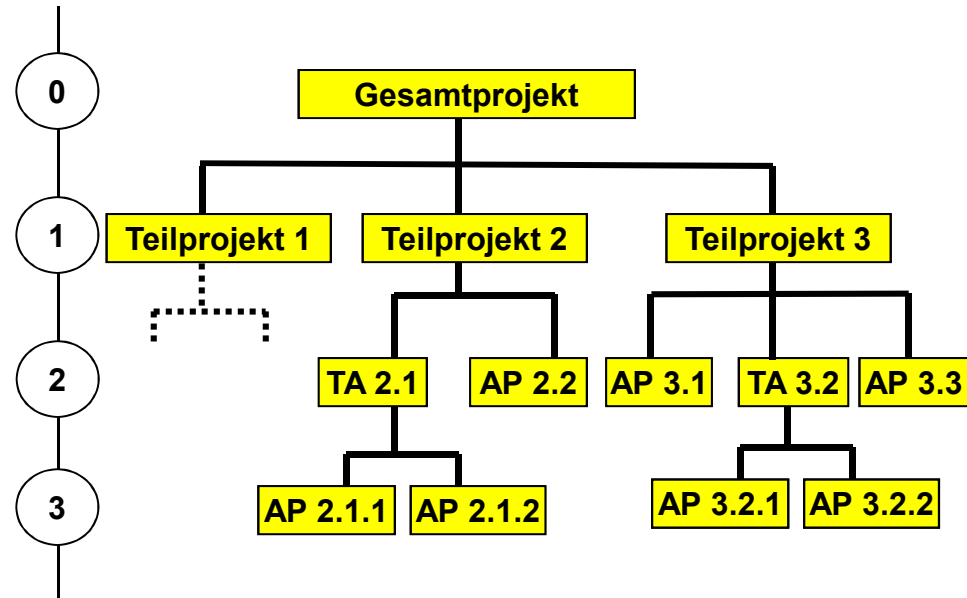 0
Gesamtprojekt
1
Teilprojekt 1
Teilprojekt 2
Teilprojekt 3
2
TA 2.1
AP 2.2
AP 3.1
TA 3.2
AP 3.3
3
AP 2.1.1
AP 2.1.2
AP 3.2.1
AP 3.2.2